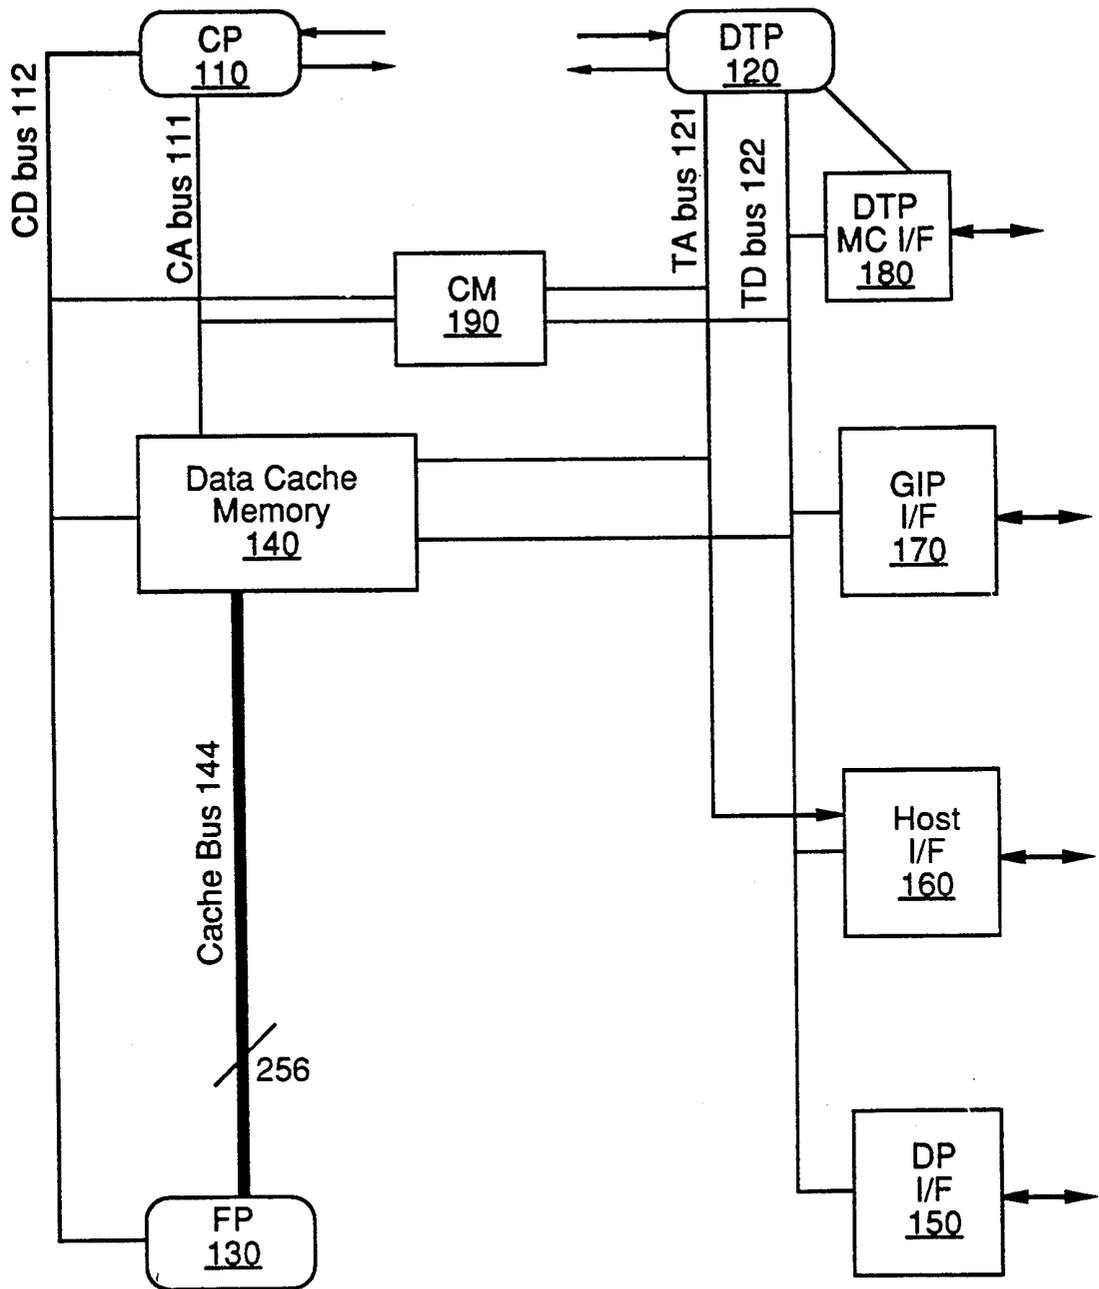 CP
110
DTP
120
CD bus 112
CA bus 111
TA bus 121
TD bus 122
DTP
MC I/F
180
CM
190
Data Cache
Memory
140
GIP
I/F
170
Cache Bus 144
Host
I/F
160
256
DP
I/F
150
FP
130